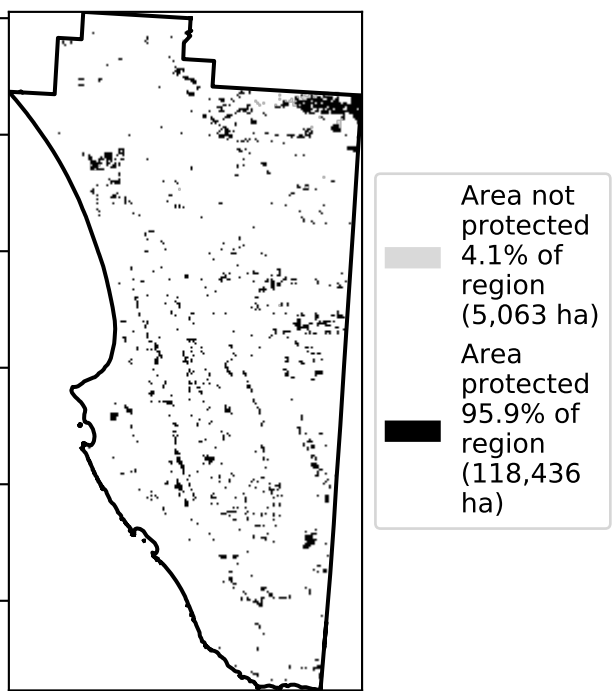 Area not
protected
4.1% of
region
(5,063 ha)
Area
protected
95.9% of
region
(118,436
ha)